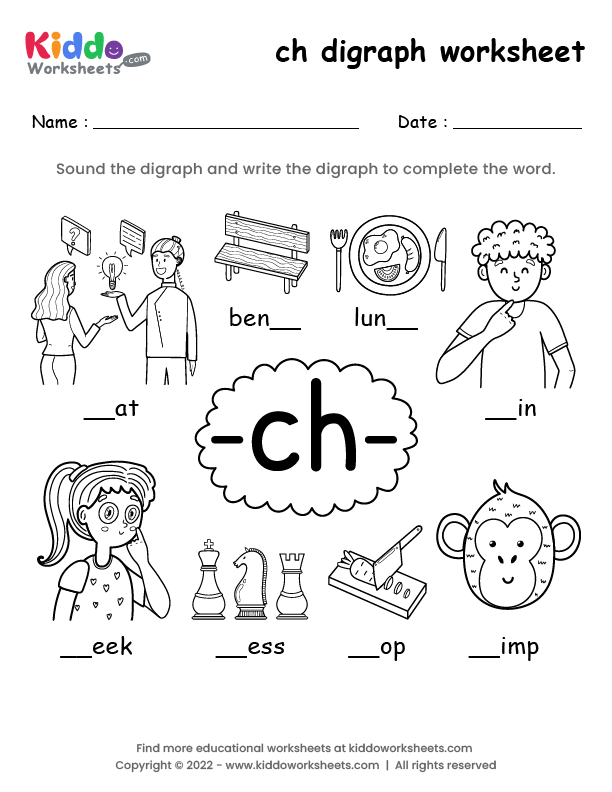 Kiddo
Worksheets .com
ch digraph worksheet
Name : ____________________ Date : __________
Sound the digraph and write the digraph to complete the word.
?
ben__ lun__
__at __in
-ch-
__eek __ess __op __imp
Find more educational worksheets at kiddoworksheets.com
Copyright © 2022 - www.kiddoworksheets.com | All rights reserved